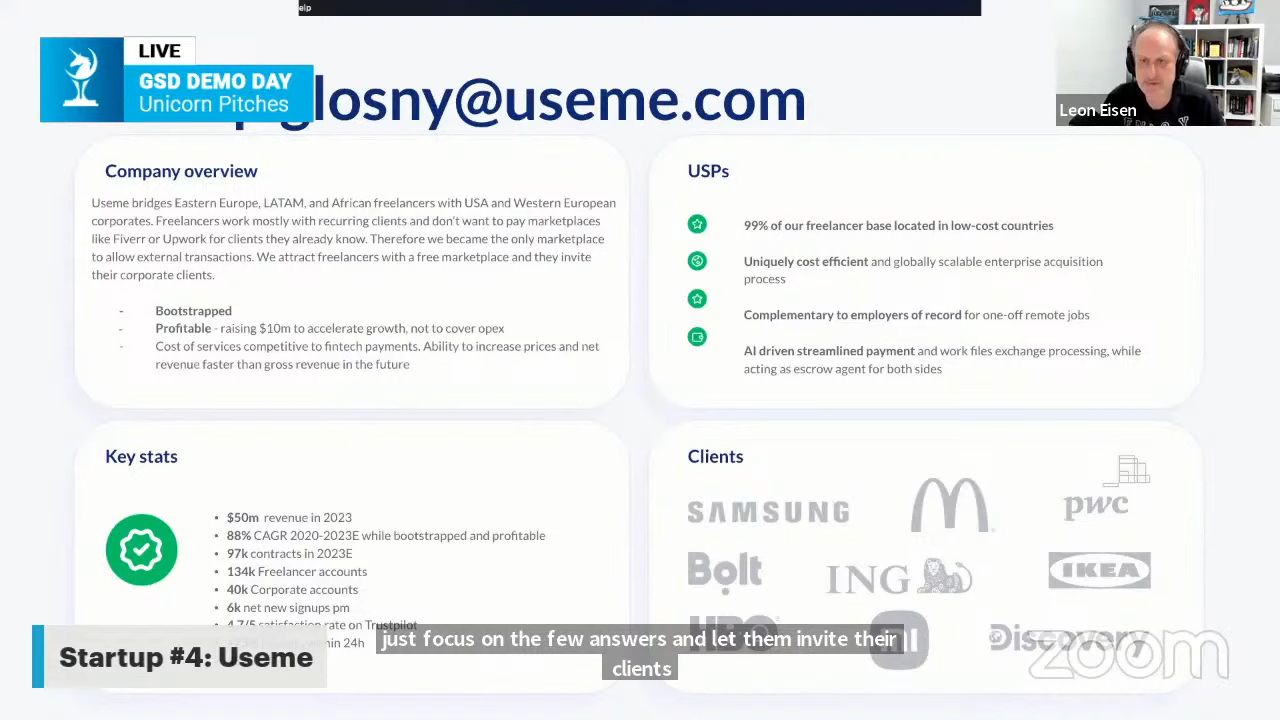 elp
LIVE
GSD DEMO DAY
Unicorn Pitches
glosny@useme.com
Leon Eisen
Company overview
Useme bridges Eastern Europe, LATAM, and African freelancers with USA and Western European
corporates. Freelancers work mostly with recurring clients and don't want to pay marketplaces
like Fiverr or Upwork for clients they already know. Therefore we became the only marketplace
to allow external transactions. We attract freelancers with a free marketplace and they invite
their corporate clients.
- Bootstrapped
- Profitable - raising $10m to accelerate growth, not to cover opex
- Cost of services competitive to fintech payments. Ability to increase prices and net
revenue faster than gross revenue in the future
USPs
99% of our freelancer base located in low-cost countries
Uniquely cost efficient and globally scalable enterprise acquisition
process
Complementary to employers of record for one-off remote jobs
AI driven streamlined payment and work files exchange processing, while
acting as escrow agent for both sides
Key stats
• $50m revenue in 2023
• 88% CAGR 2020-2023E while bootstrapped and profitable
• 97k contracts in 2023E
• 134k Freelancer accounts
• 40k Corporate accounts
• 6k net new signups pm
• 4.7/5 satisfaction rate on Trustpilot
in 24h
Clients
SAMSUNG
pwc
Bolt
ING
IKEA
HBO
mi
Discovery
just focus on the few answers and let them invite their
clients
Startup #4: Useme
zoom